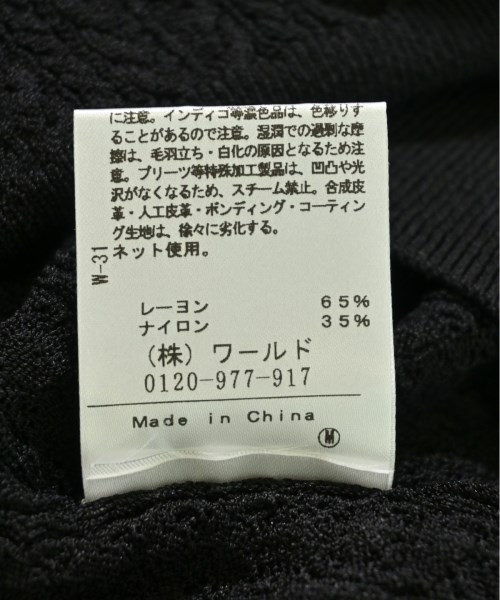 に注意。インディゴ等濃色品は、色移りす
ることがあるので注意。湿潤での過剰な摩
擦は、毛羽立ち・白化の原因となるため注
意。プリーツ等特殊加工製品は、凹凸や光
沢がなくなるため、スチーム禁止。合成皮
革・人工皮革・ボンディング・コーティン
グ生地は、徐々に劣化する。
ネット使用。
W-31
レーヨン 65%
ナイロン 35%
(株)ワールド
0120-977-917
Made in China
M